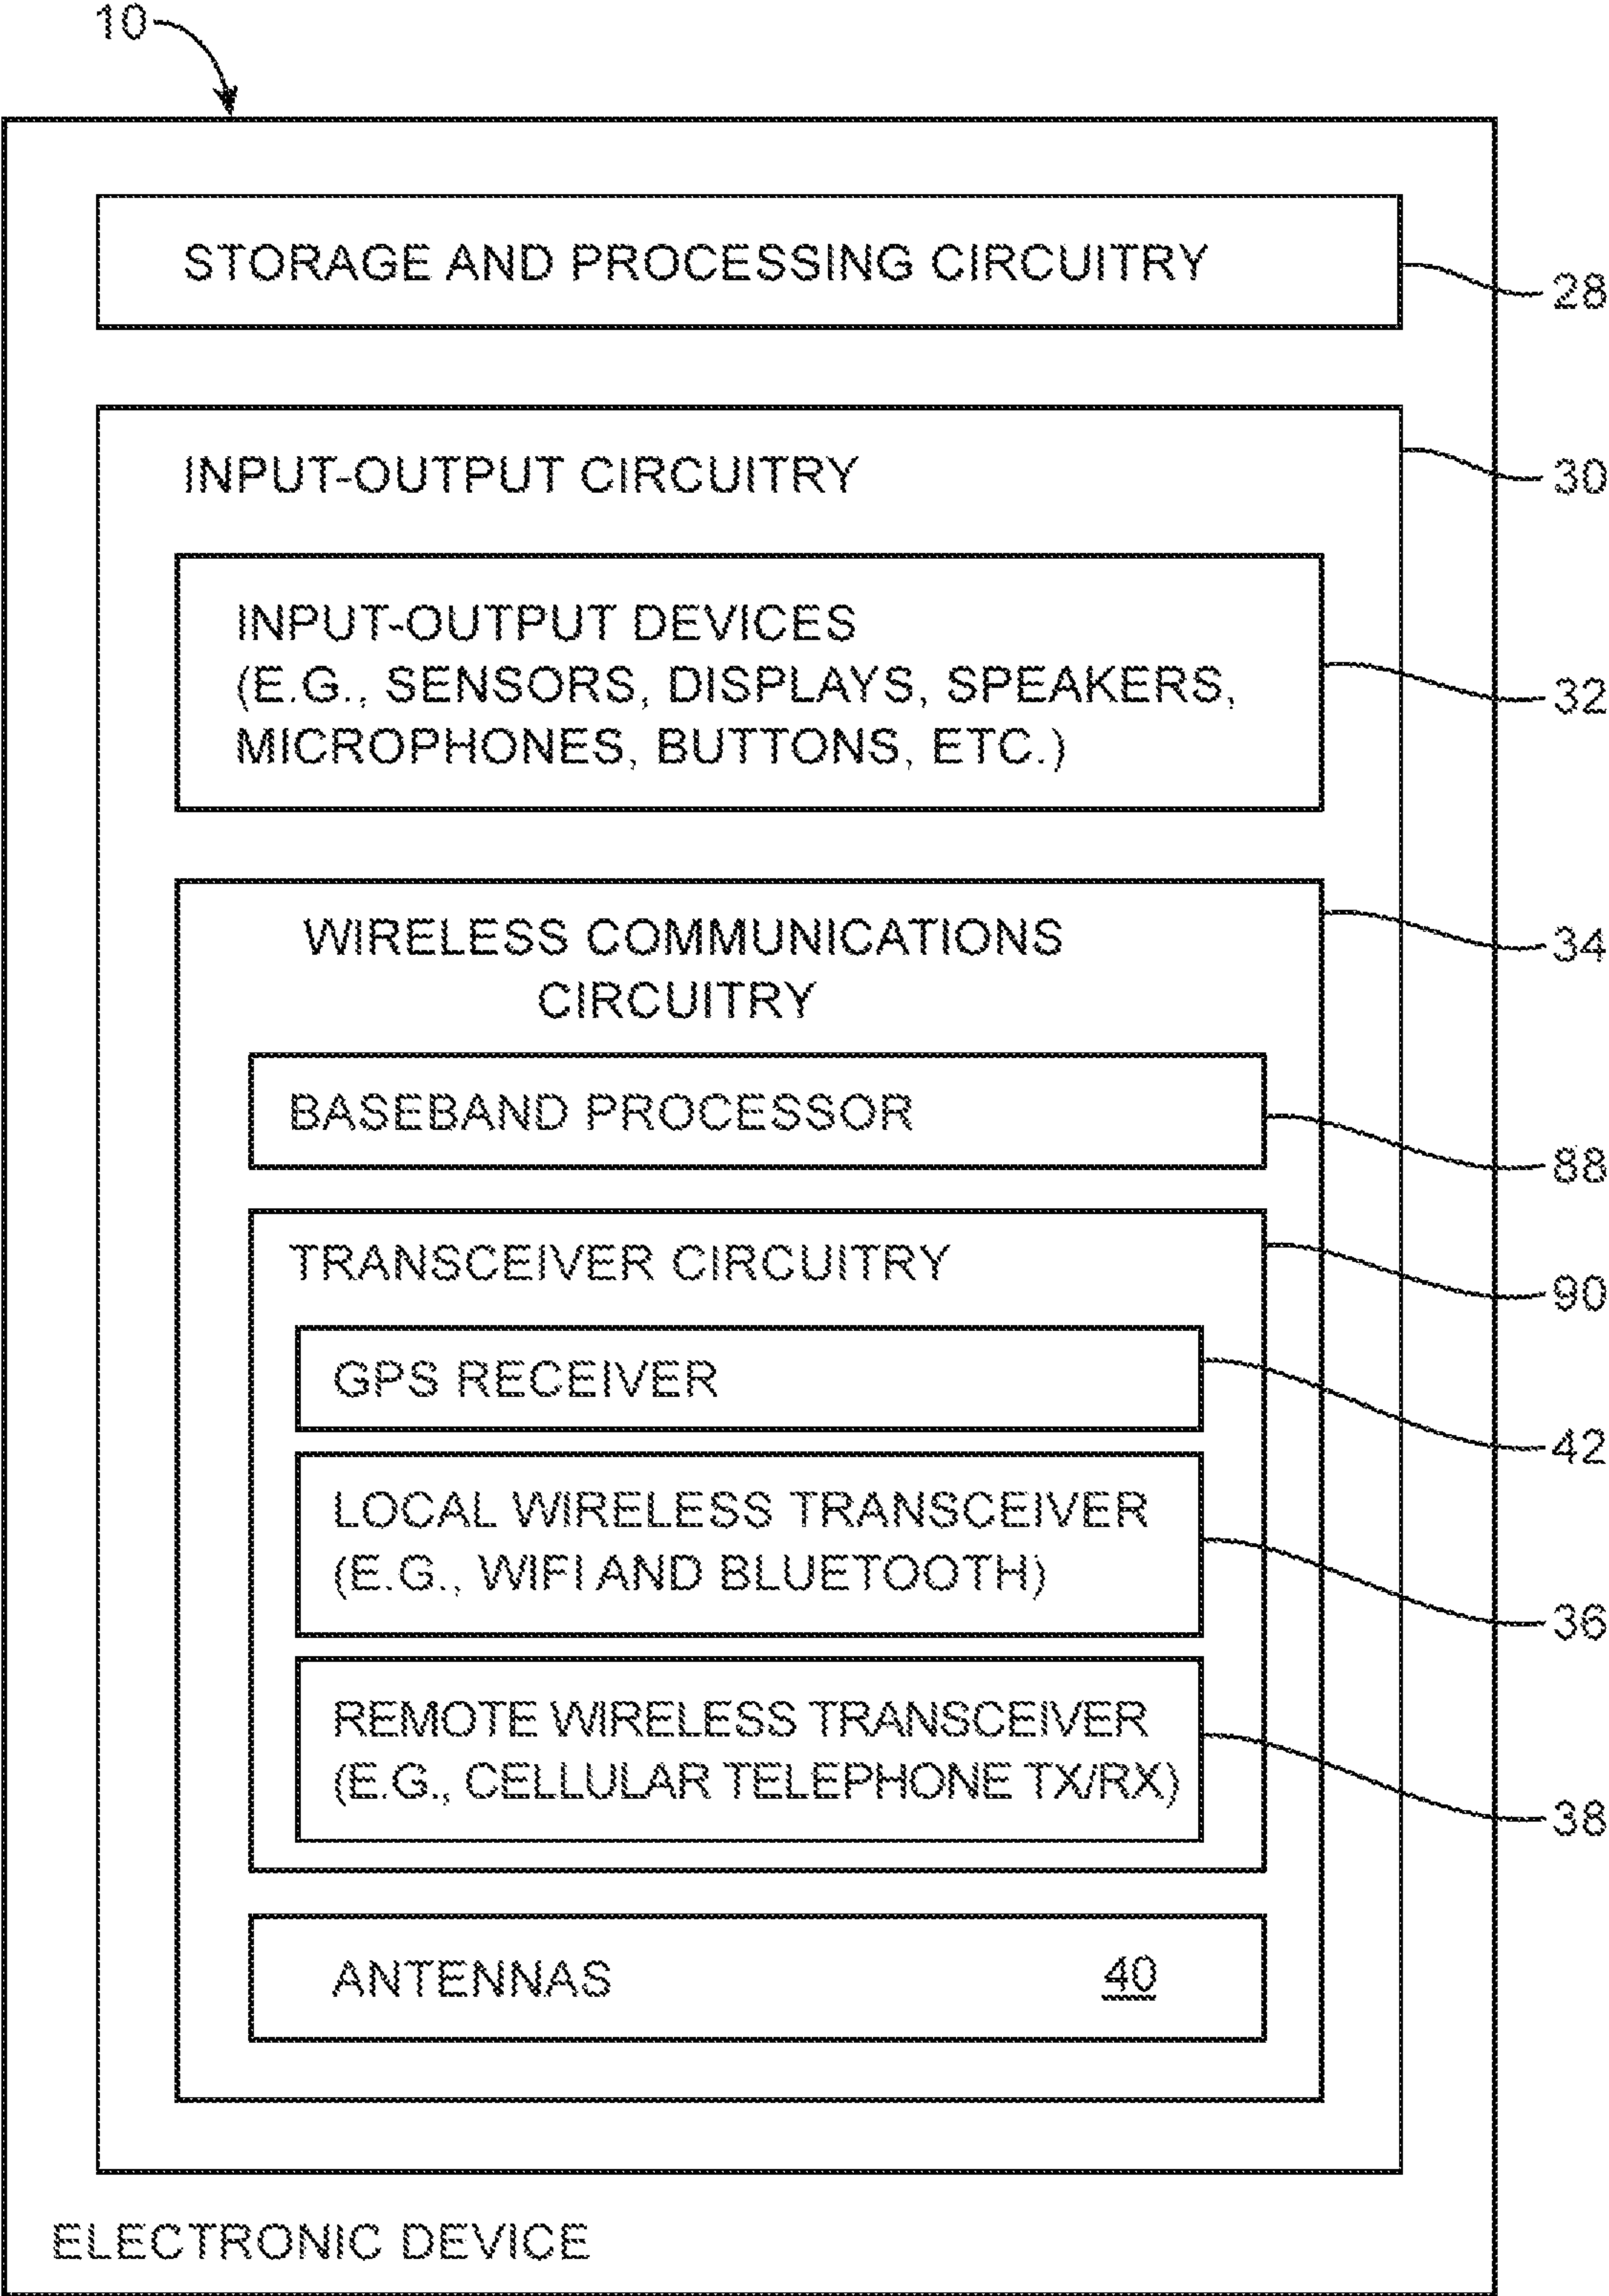 10
STORAGE AND PROCESSING CIRCUITRY
28
INPUT-OUTPUT CIRCUITRY
30
INPUT-OUTPUT DEVICES
(E.G., SENSORS, DISPLAYS, SPEAKERS,
MICROPHONES, BUTTONS, ETC.)
32
WIRELESS COMMUNICATIONS
CIRCUITRY
34
BASEBAND PROCESSOR
88
TRANSCEIVER CIRCUITRY
90
GPS RECEIVER
42
LOCAL WIRELESS TRANSCEIVER
(E.G., WIFI AND BLUETOOTH)
36
REMOTE WIRELESS TRANSCEIVER
(E.G., CELLULAR TELEPHONE TX/RX)
38
ANTENNAS 40
ELECTRONIC DEVICE